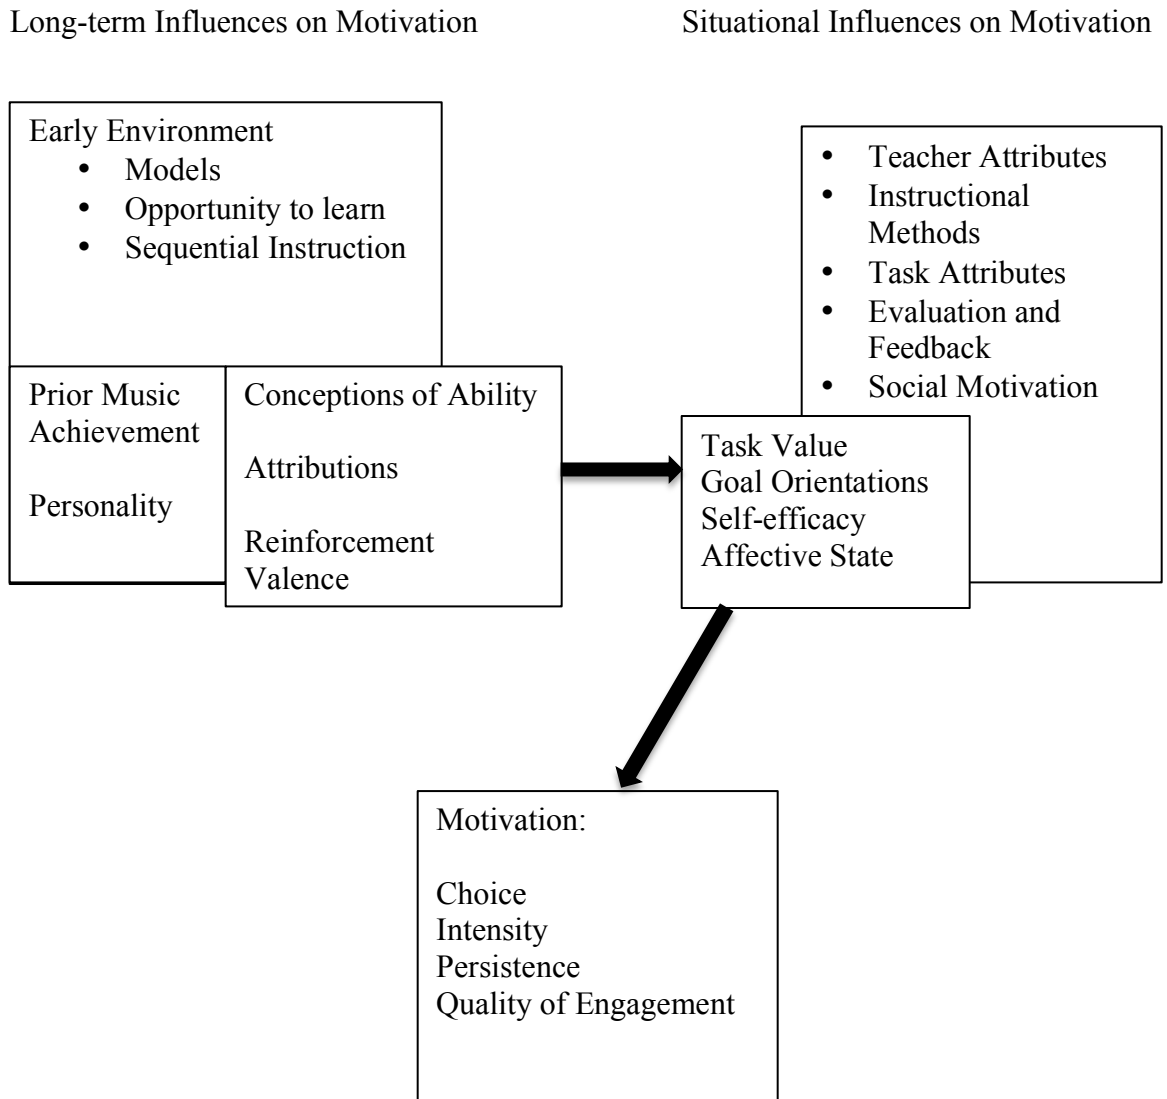 Long-term Influences on Motivation
Situational Influences on Motivation
Early Environment
• Models
• Opportunity to learn
• Sequential Instruction
Prior Music
Achievement
Personality
Conceptions of Ability
Attributions
Reinforcement
Valence
• Teacher Attributes
• Instructional
Methods
• Task Attributes
• Evaluation and
Feedback
• Social Motivation
Task Value
Goal Orientations
Self-efficacy
Affective State
Motivation:
Choice
Intensity
Persistence
Quality of Engagement